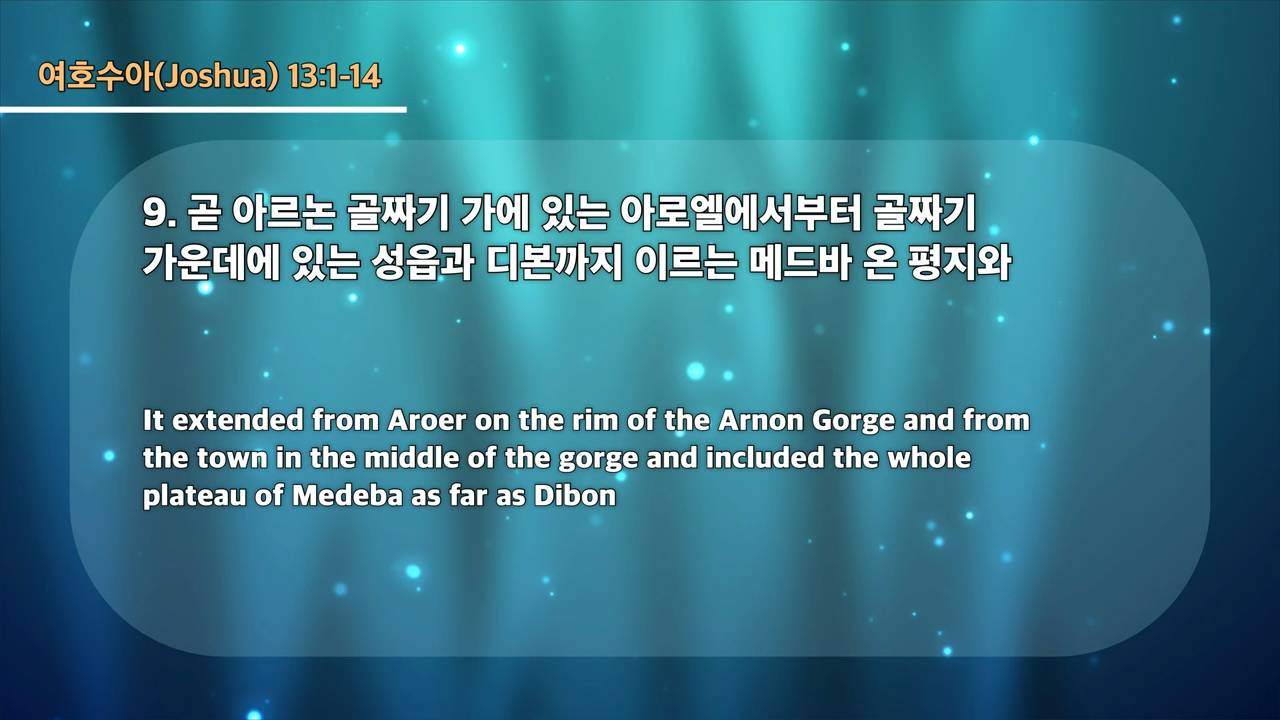 여호수아(Joshua) 13:1-14
9. 곧 아르논 골짜기 가에 있는 아로엘에서부터 골짜기
가운데에 있는 성읍과 디본까지 이르는 메드바 온 평지와
It extended from Aroer on the rim of the Arnon Gorge and from
the town in the middle of the gorge and included the whole
plateau of Medeba as far as Dibon